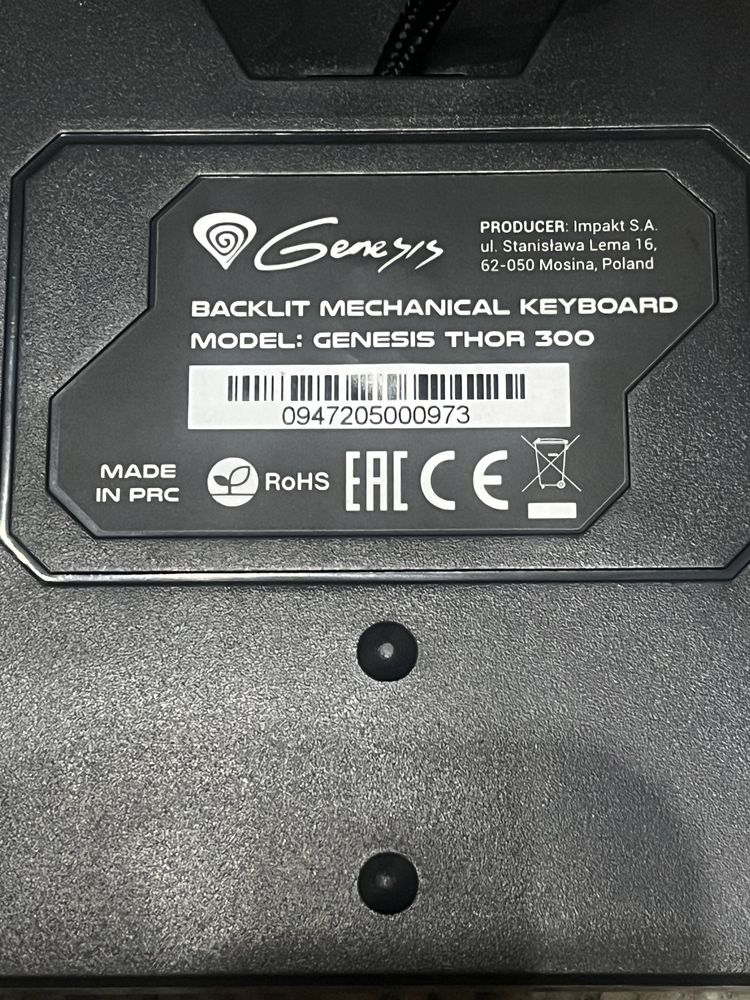 Genesis
PRODUCER: Impakt S.A.
ul. Stanisława Lema 16,
62-050 Mosina, Poland
BACKLIT MECHANICAL KEYBOARD
MODEL: GENESIS THOR 300
0947205000973
MADE
IN PRC
RoHS
EAC
CE